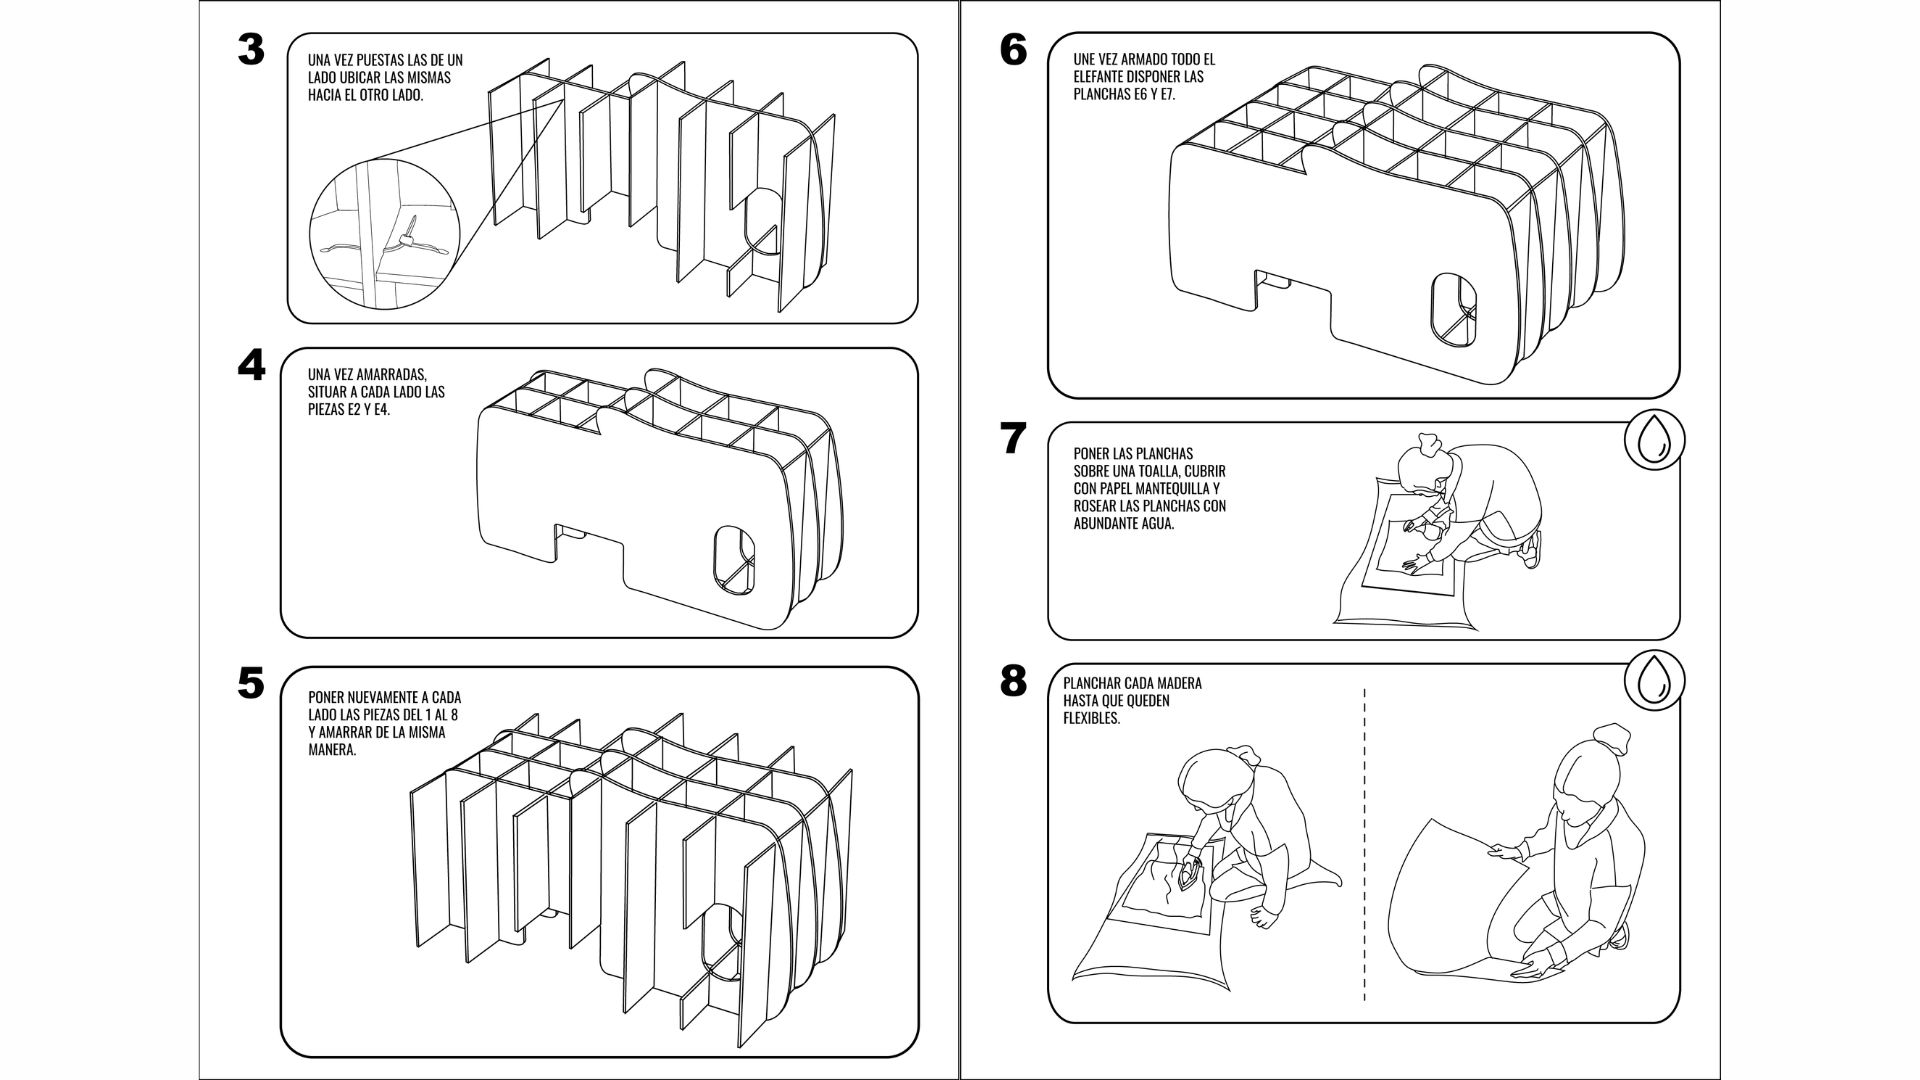 3
UNA VEZ PUESTAS LAS DE UN
LADO UBICAR LAS MISMAS
HACIA EL OTRO LADO.
4
UNA VEZ AMARRADAS,
SITUAR A CADA LADO LAS
PIEZAS E2 Y E4.
5
PONER NUEVAMENTE A CADA
LADO LAS PIEZAS DEL 1 AL 8
Y AMARRAR DE LA MISMA
MANERA.
6
UNE VEZ ARMADO TODO EL
ELEFANTE DISPONER LAS
PLANCHAS E6 Y E7.
7
PONER LAS PLANCHAS
SOBRE UNA TOALLA, CUBRIR
CON PAPEL MANTEQUILLA Y
ROSEAR LAS PLANCHAS CON
ABUNDANTE AGUA.
8
PLANCHAR CADA MADERA
HASTA QUE QUEDEN
FLEXIBLES.